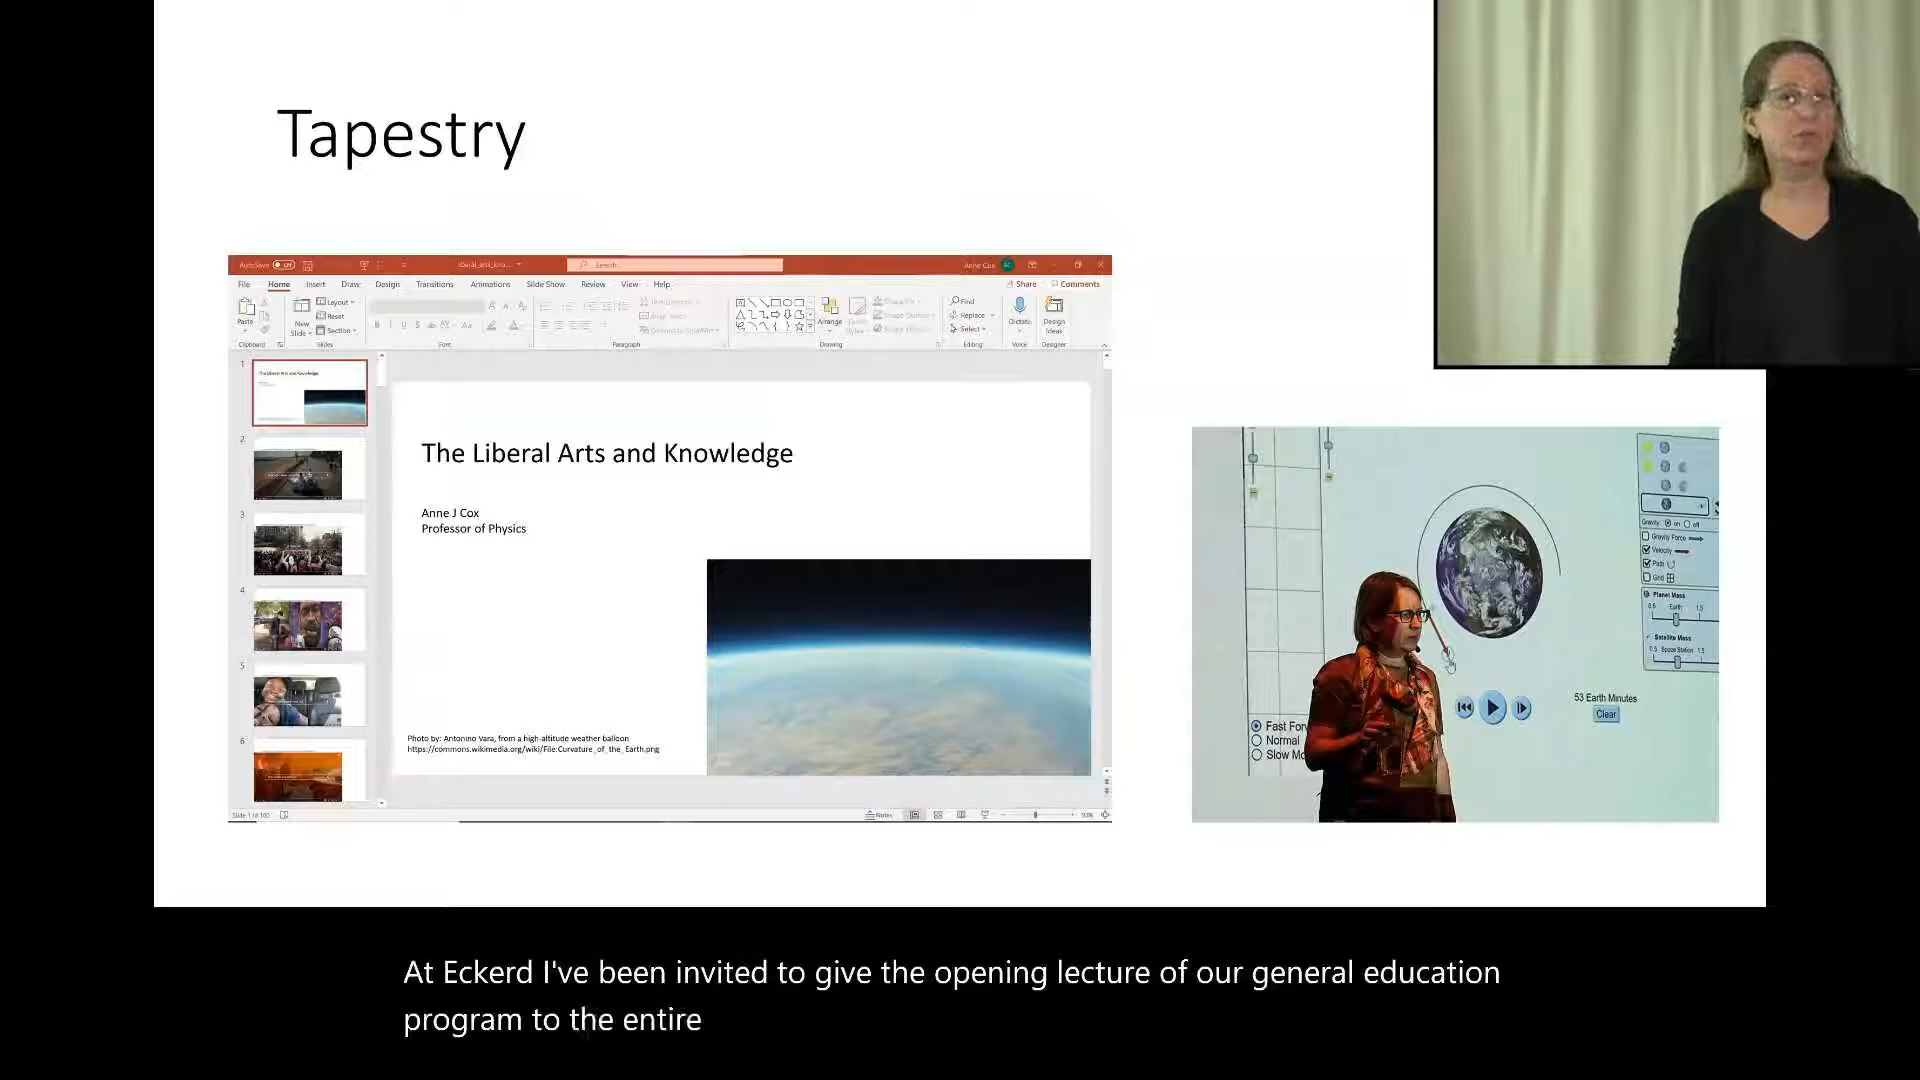 Tapestry
AutoSave Off
Search
Anne Cox
File Home Insert Draw Design Transitions Animations Slide Show Review View Help
Share Comments
Paste
New
Slide
Layout
Reset
Section
Arrange
Find
Replace
Select
Dictate
Design
Ideas
Clipboard Slides Font Paragraph Drawing Editing Voice Designer
1
2
3
4
5
6
The Liberal Arts and Knowledge
Anne J Cox
Professor of Physics
Photo by: Antonino Vara, from a high-altitude weather balloon
https://commons.wikimedia.org/wiki/File:Curvature_of_the_Earth.png
Notes
Gravity: on off
Gravity Force
Velocity
Path
Grid
Planet Mass
0.5 Earth 1.5
Satellite Mass
0.5 Space Station 1.5
53 Earth Minutes
Clear
Fast For
Normal
Slow Mo
At Eckerd I've been invited to give the opening lecture of our general education
program to the entire